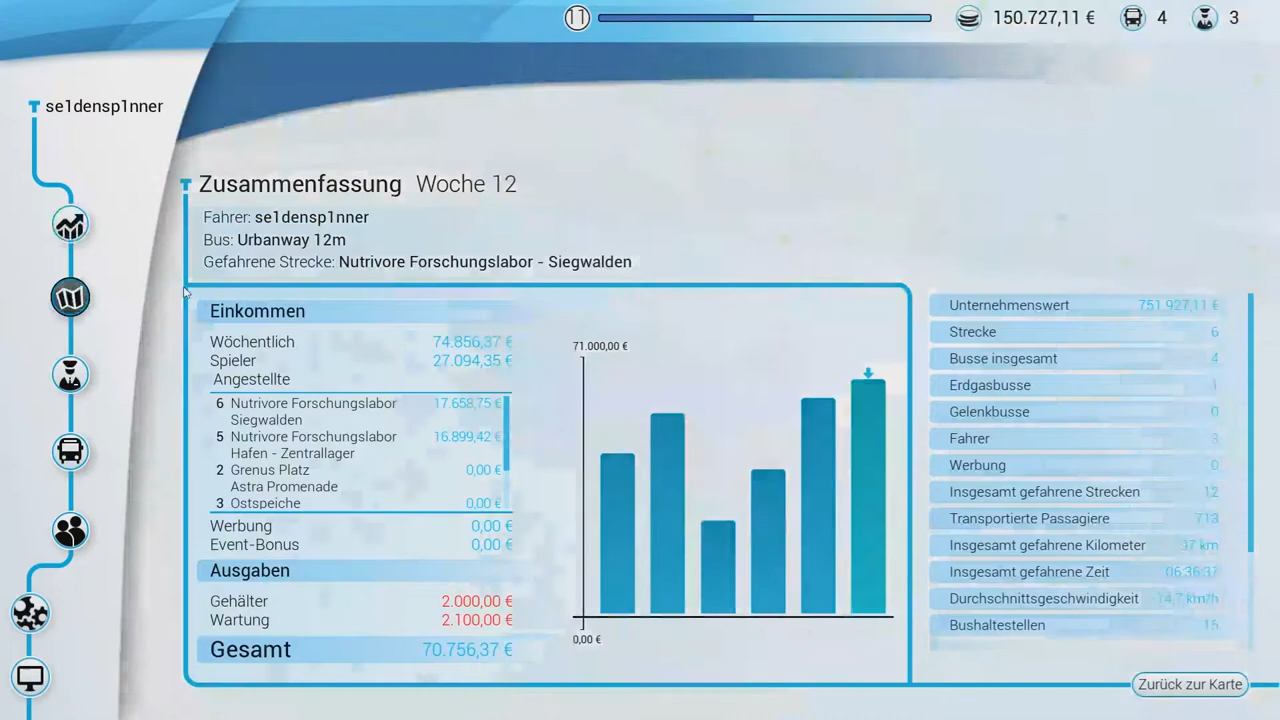 11
150.727,11 €
4
3
se1densp1nner
Zusammenfassung Woche 12
Fahrer: se1densp1nner
Bus: Urbanway 12m
Gefahrene Strecke: Nutrivore Forschungslabor - Siegwalden
Einkommen
Wöchentlich 74.856,37 €
Spieler 27.094,35 €
Angestellte
6 Nutrivore Forschungslabor 17.658,75 €
Siegwalden
5 Nutrivore Forschungslabor 16.899,42 €
Hafen - Zentrallager
2 Grenus Platz 0,00 €
Astra Promenade
3 Ostspeiche 0,00 €
Werbung 0,00 €
Event-Bonus 0,00 €
Ausgaben
Gehälter 2.000,00 €
Wartung 2.100,00 €
Gesamt 70.756,37 €
71.000,00 €
0,00 €
Unternehmenswert 751.927,11 €
Strecke 6
Busse insgesamt 4
Erdgasbusse 1
Gelenkbusse 0
Fahrer 3
Werbung 0
Insgesamt gefahrene Strecken 12
Transportierte Passagiere 713
Insgesamt gefahrene Kilometer km
Insgesamt gefahrene Zeit 06:36:37
Durchschnittsgeschwindigkeit 14,7 km/h
Bushaltestellen 15
Zurück zur Karte